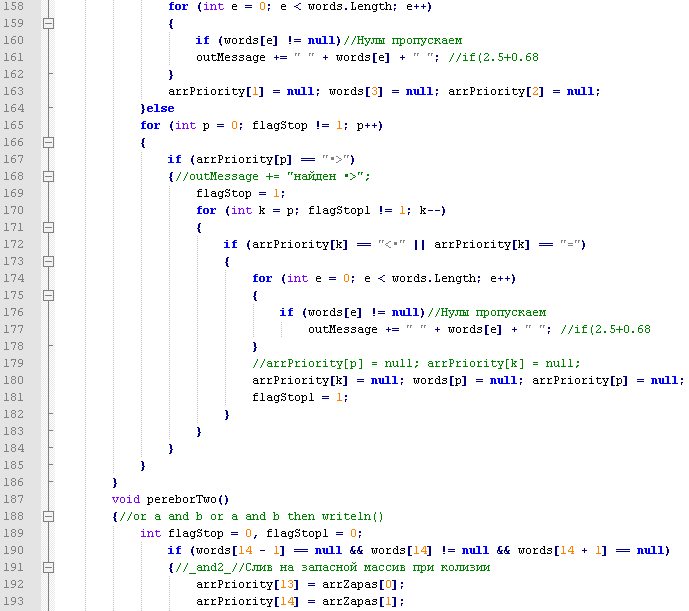 158 for (int e = 0; e < words.Length; e++)
159 {
160 if (words[e] != null)//Нулы пропускаем
161 outMessage += " " + words[e] + " "; //if(2.5+0.68
162 }
163 arrPriority[1] = null; words[3] = null; arrPriority[2] = null;
164 }else
165 for (int p = 0; flagStop != 1; p++)
166 {
167 if (arrPriority[p] == "•>")
168 {//outMessage += "найден •>";
169 flagStop = 1;
170 for (int k = p; flagStop1 != 1; k--)
171 {
172 if (arrPriority[k] == "<•" || arrPriority[k] == "=")
173 {
174 for (int e = 0; e < words.Length; e++)
175 {
176 if (words[e] != null)//Нулы пропускаем
177 outMessage += " " + words[e] + " "; //if(2.5+0.68
178 }
179 //arrPriority[p] = null; arrPriority[k] = null;
180 arrPriority[k] = null; words[p] = null; arrPriority[p] = null;
181 flagStop1 = 1;
182 }
183 }
184 }
185 }
186 }
187 void pereborTwo()
188 {//or a and b or a and b then writeln()
189 int flagStop = 0, flagStop1 = 0;
190 if (words[14 - 1] == null && words[14] != null && words[14 + 1] == null)
191 {//_and2_//Слив на запасной массив при колизии
192 arrPriority[13] = arrZapas[0];
193 arrPriority[14] = arrZapas[1];